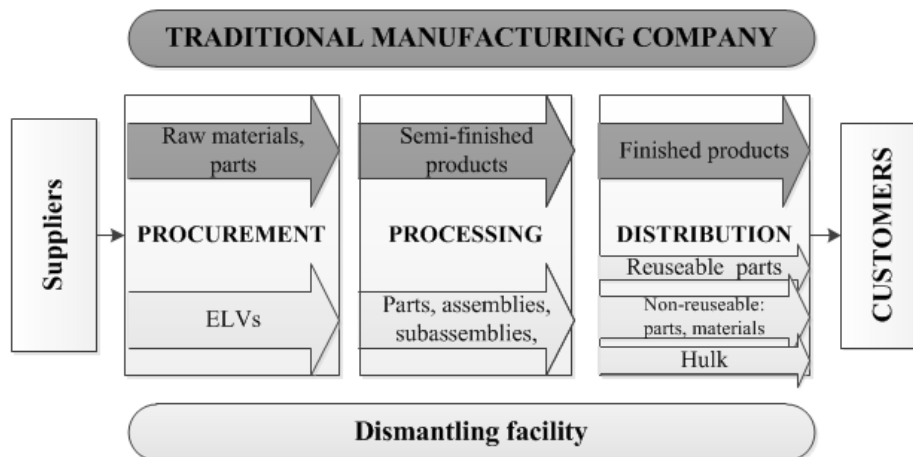 TRADITIONAL MANUFACTURING COMPANY
Suppliers
Raw materials,
parts
PROCUREMENT
ELVs
Semi-finished
products
PROCESSING
Parts, assemblies,
subassemblies,
Finished products
DISTRIBUTION
Reuseable parts
Non-reuseable:
parts, materials
Hulk
CUSTOMERS
Dismantling facility